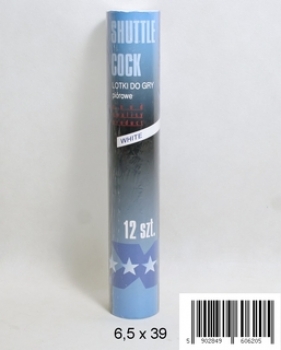 SHUTTLE
COCK
LOTKI DO GRY
piórowe
WHITE
12 szt.
6,5 x 39
5 902849 606205